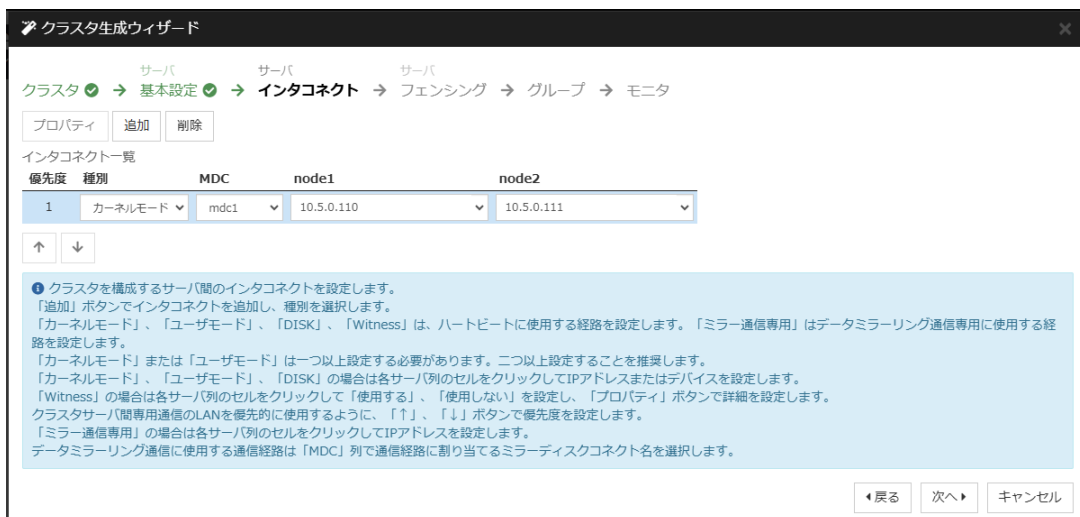 クラスタ生成ウィザード
サーバ サーバ サーバ
クラスタ → 基本設定 → インタコネクト → フェンシング → グループ → モニタ
プロパティ 追加 削除
インタコネクト一覧
優先度 種別 MDC node1 node2
1 カーネルモード mdc1 10.5.0.110 10.5.0.111
↑ ↓
クラスタを構成するサーバ間のインタコネクトを設定します。
「追加」ボタンでインタコネクトを追加し、種別を選択します。
「カーネルモード」、「ユーザモード」、「DISK」、「Witness」は、ハートビートに使用する経路を設定します。「ミラー通信専用」はデータミラーリング通信専用に使用する経
路を設定します。
「カーネルモード」または「ユーザモード」は一つ以上設定する必要があります。二つ以上設定することを推奨します。
「カーネルモード」、「ユーザモード」、「DISK」の場合は各サーバ列のセルをクリックしてIPアドレスまたはデバイスを設定します。
「Witness」の場合は各サーバ列のセルをクリックして「使用する」、「使用しない」を設定し、「プロパティ」ボタンで詳細を設定します。
クラスタサーバ間専用通信のLANを優先的に使用するように、「↑」、「↓」ボタンで優先度を設定します。
「ミラー通信専用」の場合は各サーバ列のセルをクリックしてIPアドレスを設定します。
データミラーリング通信に使用する通信経路は「MDC」列で通信経路に割り当てるミラーディスクコネクト名を選択します。
戻る 次へ キャンセル